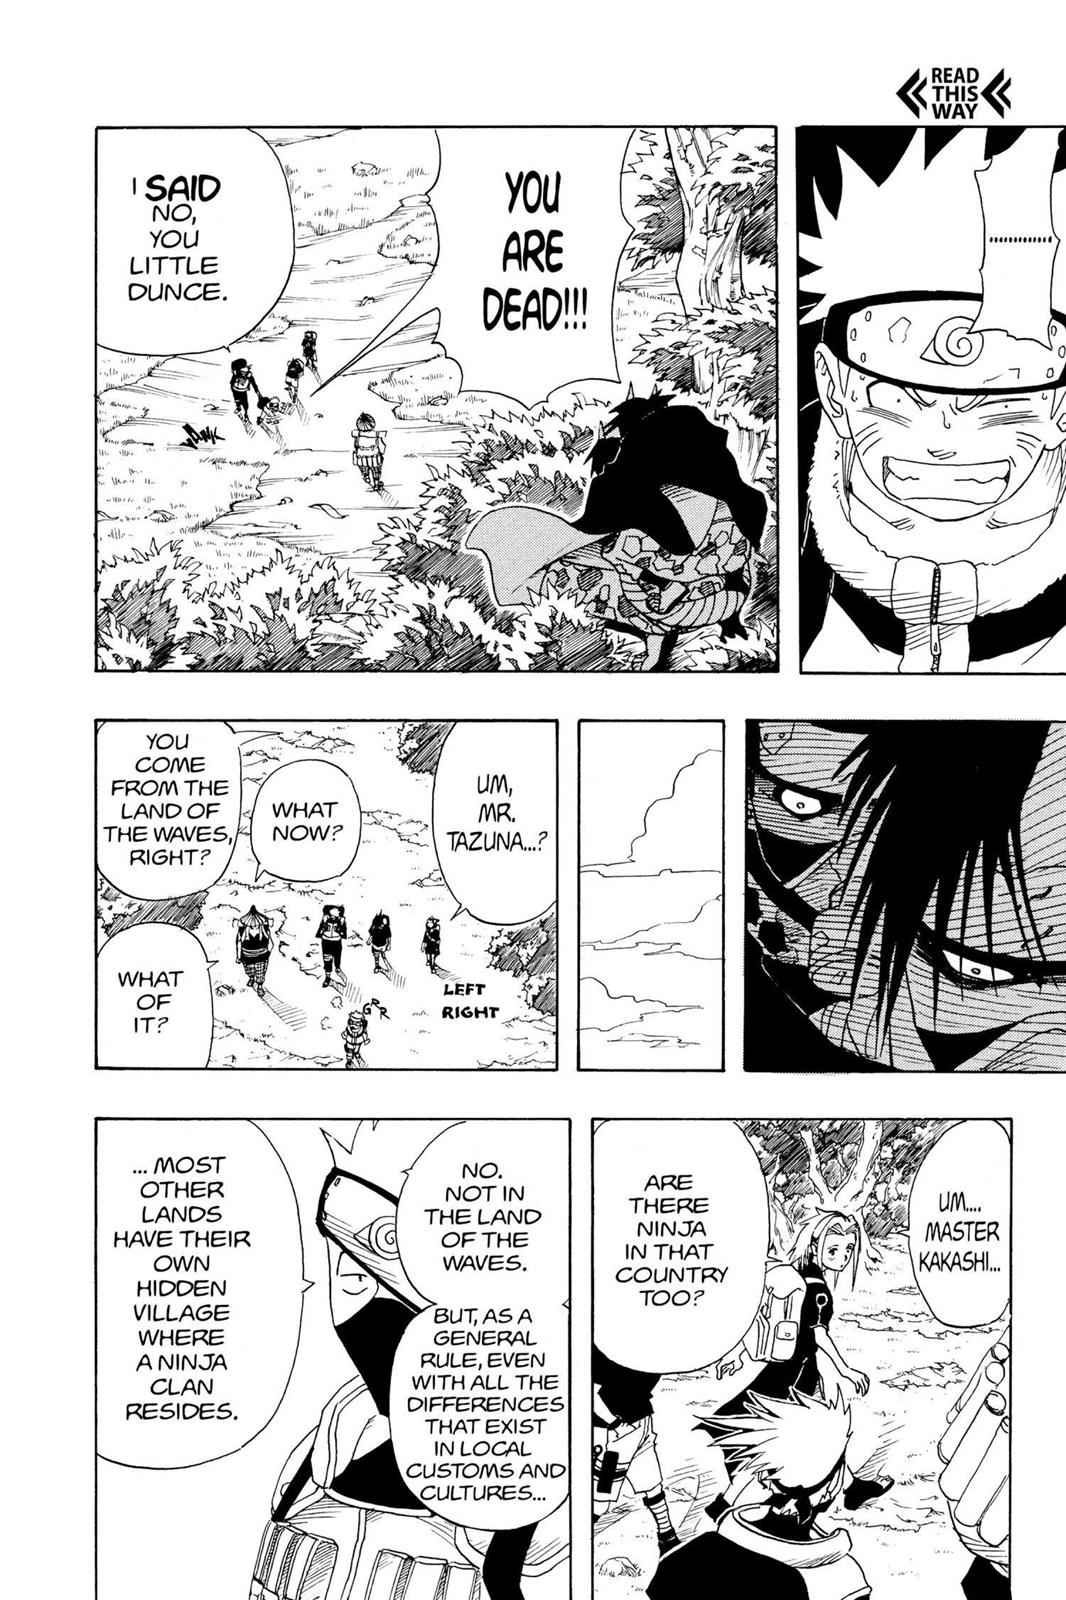 READ
THIS
WAY
..............
YOU
ARE
DEAD!!!
I SAID
NO,
YOU
LITTLE
DUNCE.
UM,
MR.
TAZUNA...?
WHAT
NOW?
YOU
COME
FROM THE
LAND OF
THE WAVES,
RIGHT?
WHAT
OF
IT?
LEFT
RIGHT
GRR
UM....
MASTER
KAKASHI...
ARE
THERE
NINJA
IN THAT
COUNTRY
TOO?
NO.
NOT IN
THE LAND
OF THE
WAVES.
BUT, AS A
GENERAL
RULE, EVEN
WITH ALL THE
DIFFERENCES
THAT EXIST
IN LOCAL
CUSTOMS AND
CULTURES...
... MOST
OTHER
LANDS
HAVE THEIR
OWN
HIDDEN
VILLAGE
WHERE
A NINJA
CLAN
RESIDES.